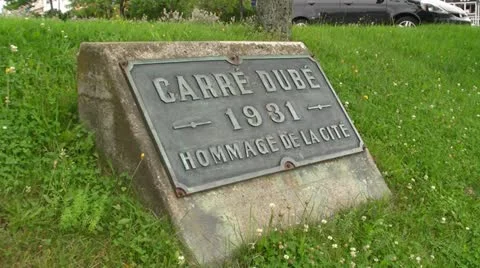 CARRÉ DUBÉ
- 1931 -
HOMMAGE DE LA CITÉ